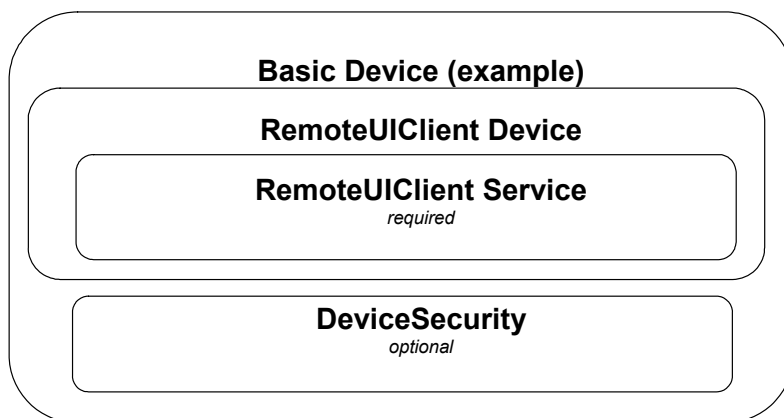 Basic Device (example)
RemoteUIClient Device
RemoteUIClient Service
required
DeviceSecurity
optional